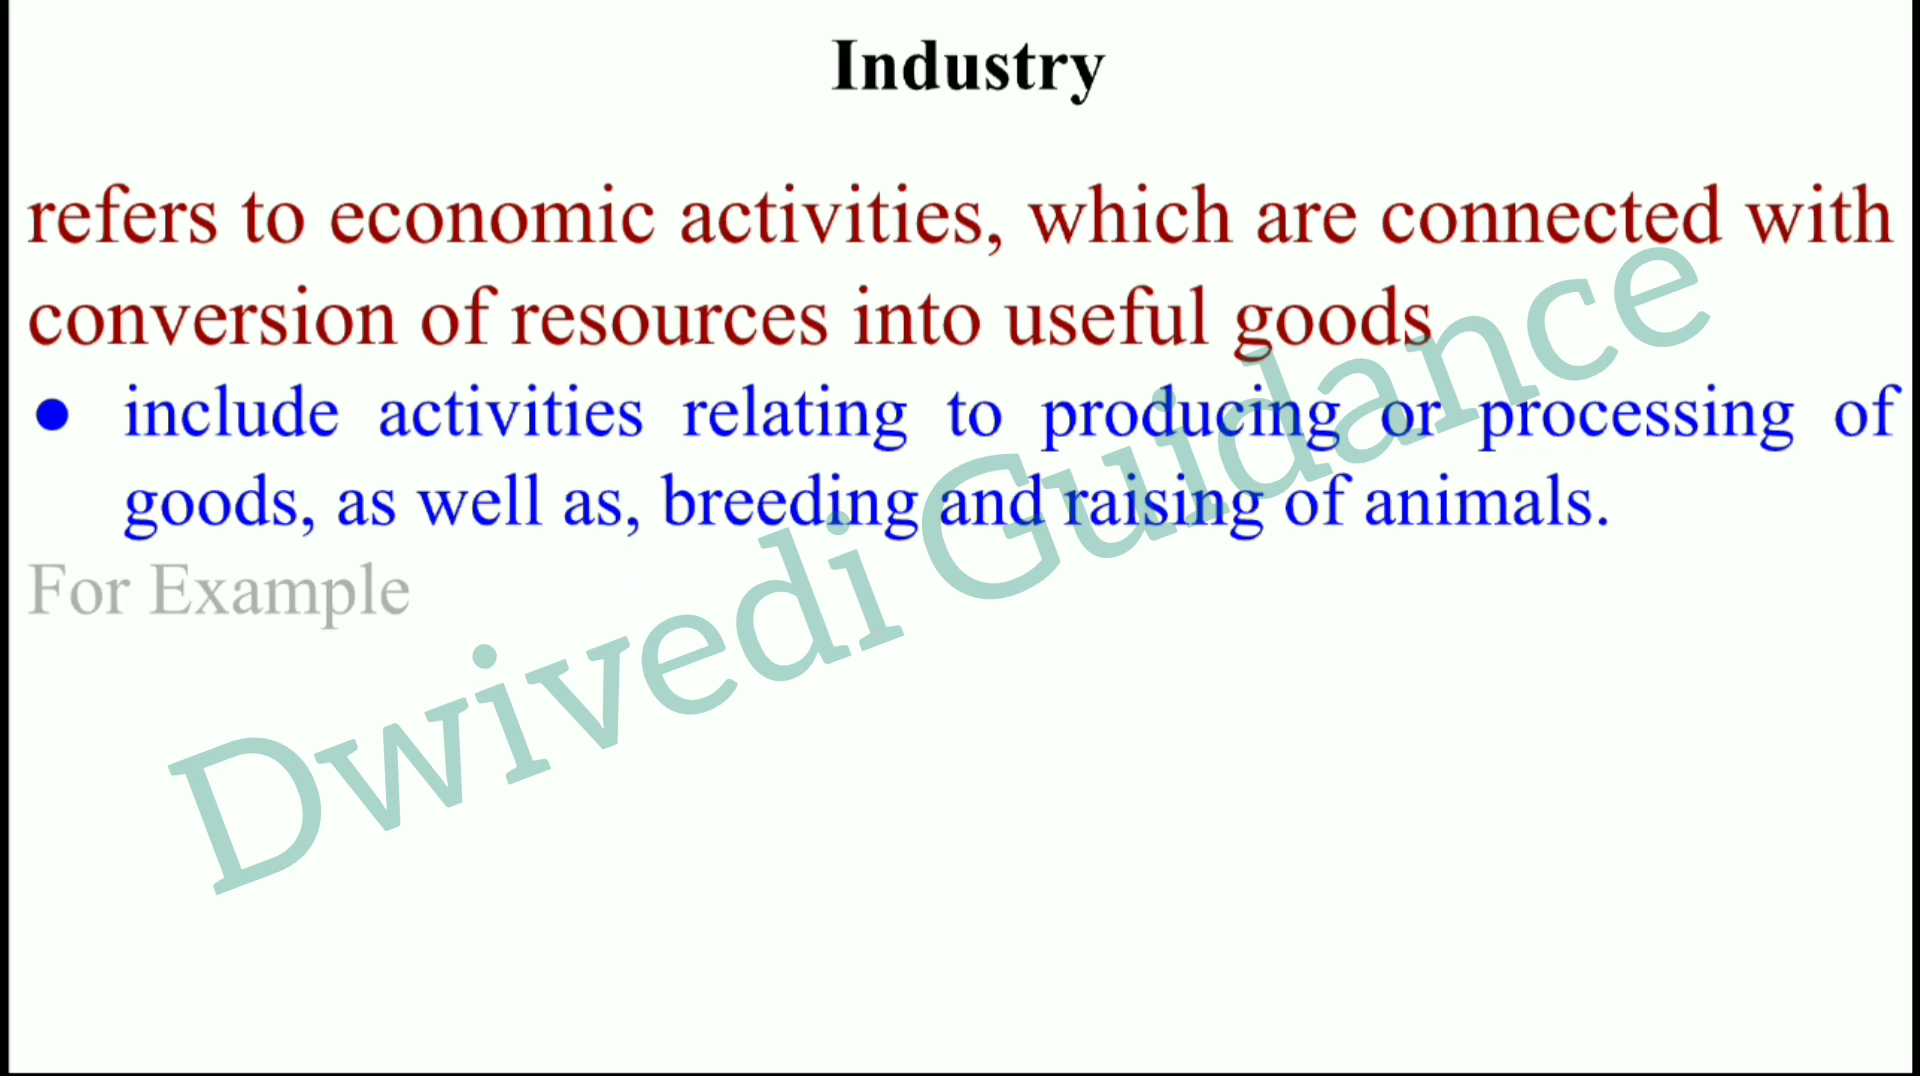 Industry
refers to economic activities, which are connected with
conversion of resources into useful goods
● include activities relating to producing or processing of
goods, as well as, breeding and raising of animals.
For Example
Dwivedi Guidance